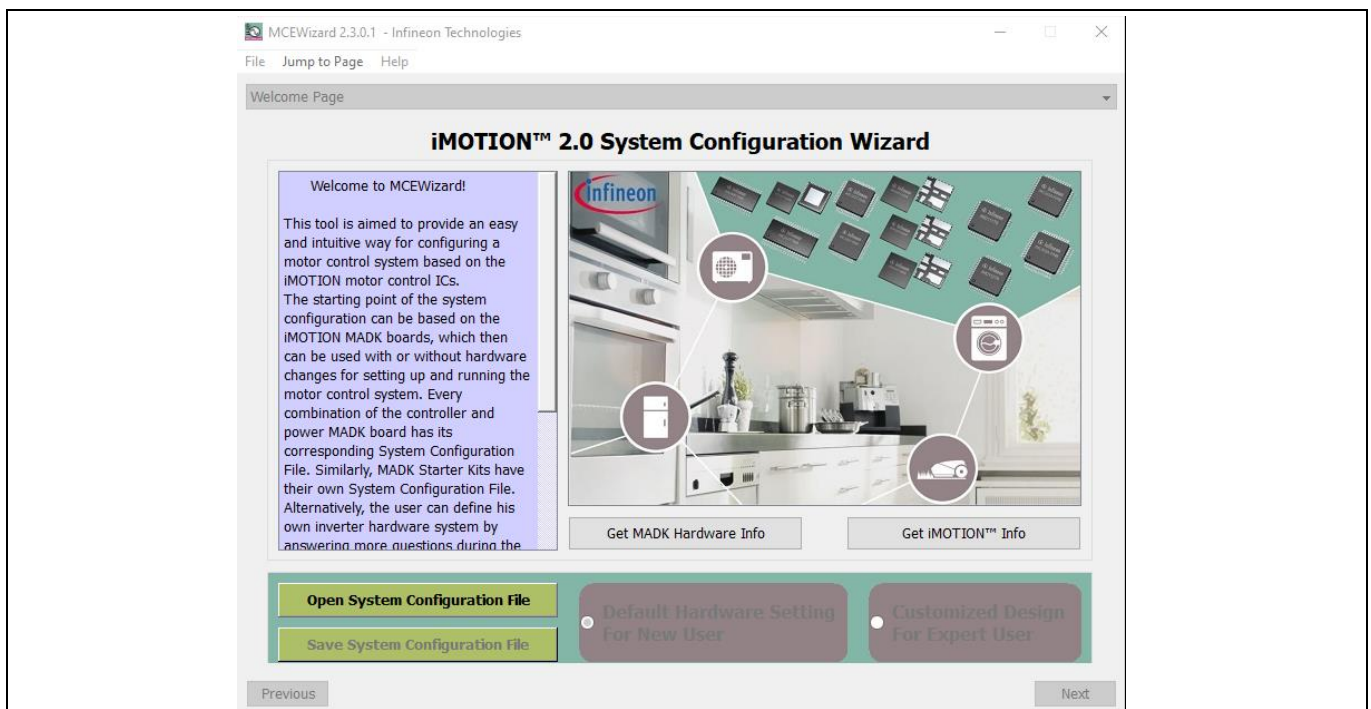 MCEWizard 2.3.0.1 - Infineon Technologies
File Jump to Page Help
Welcome Page
iMOTION™ 2.0 System Configuration Wizard
Welcome to MCEWizard!
This tool is aimed to provide an easy
and intuitive way for configuring a
motor control system based on the
iMOTION motor control ICs.
The starting point of the system
configuration can be based on the
iMOTION MADK boards, which then
can be used with or without hardware
changes for setting up and running the
motor control system. Every
combination of the controller and
power MADK board has its
corresponding System Configuration
File. Similarly, MADK Starter Kits have
their own System Configuration File.
Alternatively, the user can define his
own inverter hardware system by
answering more questions during the
infineon
Get MADK Hardware Info
Get iMOTION™ Info
Open System Configuration File
Save System Configuration File
Default Hardware Setting
For New User
Customized Design
For Expert User
Previous
Next